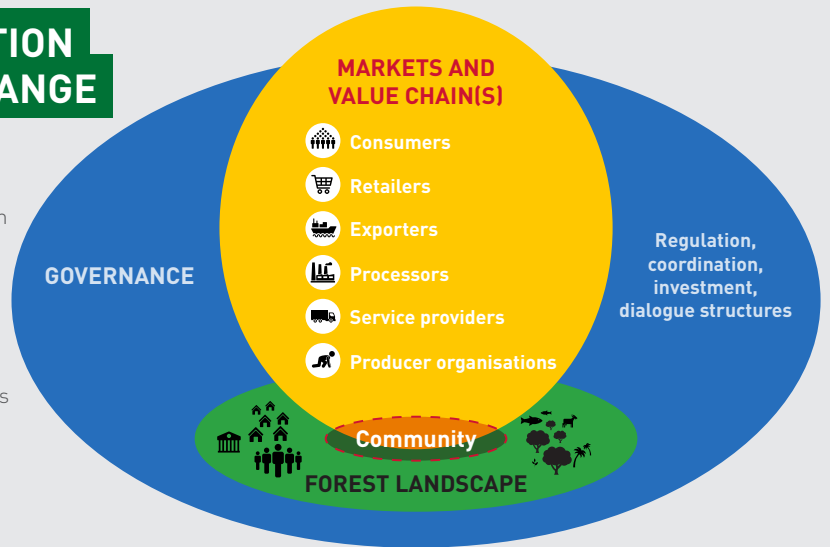 TION
ANGE
MARKETS AND
VALUE CHAIN(S)
Consumers
Retailers
Exporters
Processors
Service providers
Producer organisations
GOVERNANCE
Regulation,
coordination,
investment,
dialogue structures
Community
FOREST LANDSCAPE